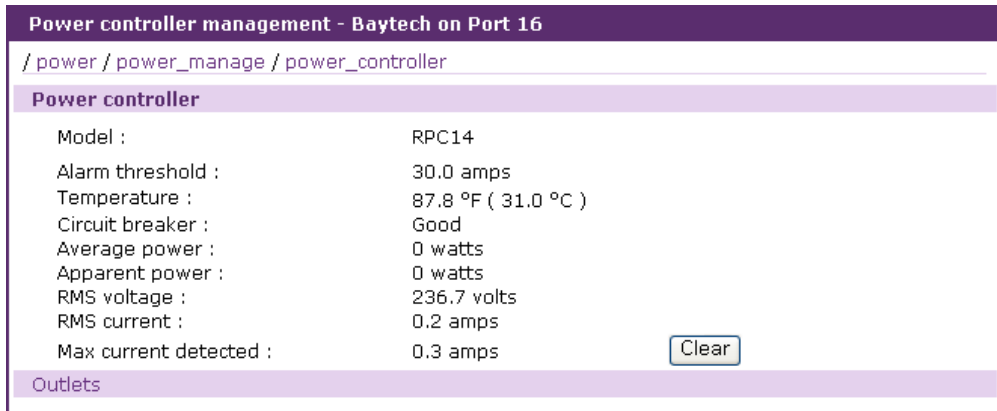 Power controller management - Baytech on Port 16
/ power / power_manage / power_controller
Power controller
Model : RPC14
Alarm threshold : 30.0 amps
Temperature : 87.8 ºF ( 31.0 ºC )
Circuit breaker : Good
Average power : 0 watts
Apparent power : 0 watts
RMS voltage : 236.7 volts
RMS current : 0.2 amps
Max current detected : 0.3 amps Clear
Outlets